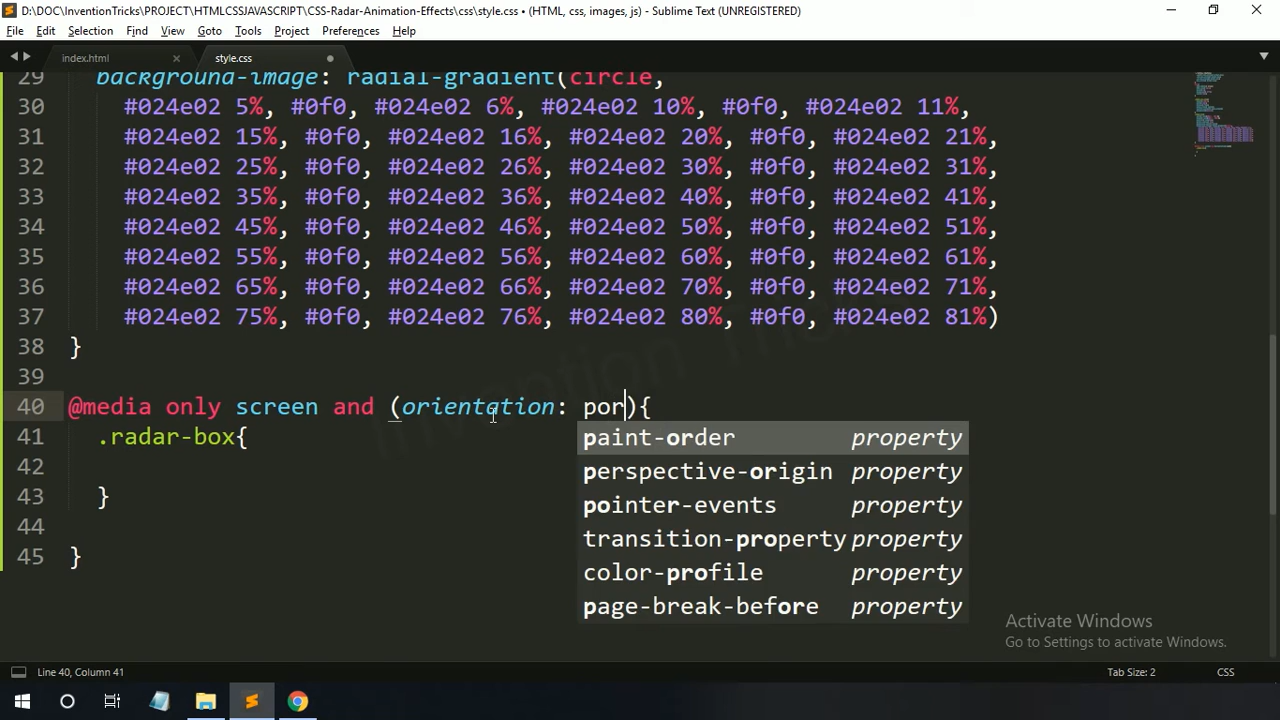 D:\DOC\InventionTricks\PROJECT\HTMLCSSJAVASCRIPT\CSS-Radar-Animation-Effects\css\style.css • (HTML, css, images, js) - Sublime Text (UNREGISTERED)
File Edit Selection Find View Goto Tools Project Preferences Help
index.html style.css
29 background-image: radial-gradient(circle,
30 #024e02 5%, #0f0, #024e02 6%, #024e02 10%, #0f0, #024e02 11%,
31 #024e02 15%, #0f0, #024e02 16%, #024e02 20%, #0f0, #024e02 21%,
32 #024e02 25%, #0f0, #024e02 26%, #024e02 30%, #0f0, #024e02 31%,
33 #024e02 35%, #0f0, #024e02 36%, #024e02 40%, #0f0, #024e02 41%,
34 #024e02 45%, #0f0, #024e02 46%, #024e02 50%, #0f0, #024e02 51%,
35 #024e02 55%, #0f0, #024e02 56%, #024e02 60%, #0f0, #024e02 61%,
36 #024e02 65%, #0f0, #024e02 66%, #024e02 70%, #0f0, #024e02 71%,
37 #024e02 75%, #0f0, #024e02 76%, #024e02 80%, #0f0, #024e02 81%)
38 }
39
40 @media only screen and (orientation: por){
41 .radar-box{
42
43 }
44
45 }
paint-order property
perspective-origin property
pointer-events property
transition-property property
color-profile property
page-break-before property
Activate Windows
Go to Settings to activate Windows.
Line 40, Column 41 Tab Size: 2 CSS